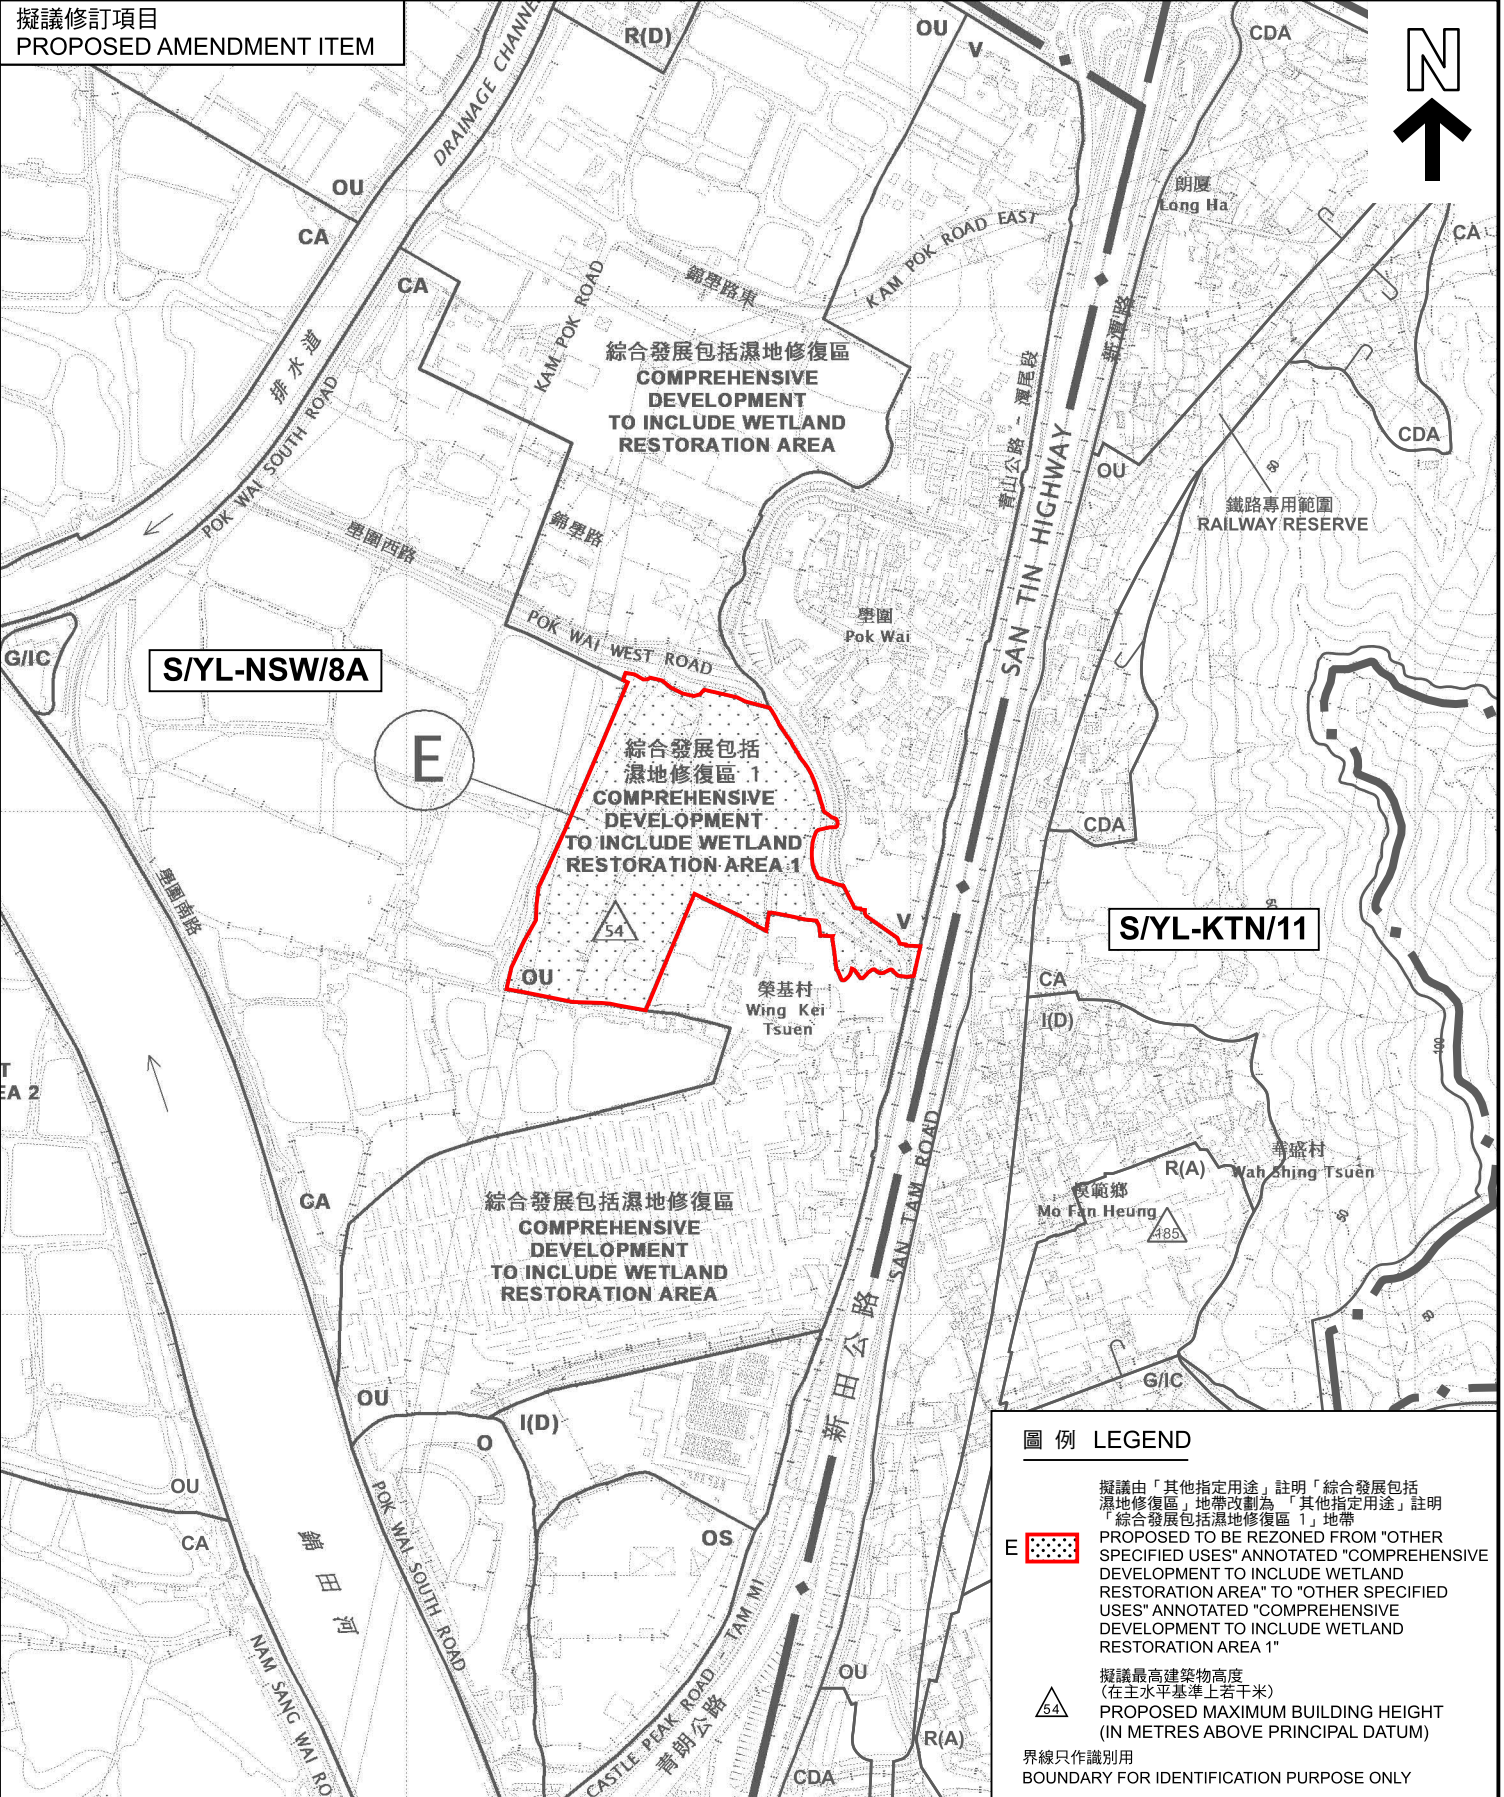 擬議修訂項目
PROPOSED AMENDMENT ITEM
N
R(D)
OU
V
CDA
DRAINAGE CHANNE
OU
CA
CA
朗厦
Long Ha
CA
KAM POK ROAD EAST
錦壆路東
KAM POK ROAD
綜合發展包括濕地修復區
COMPREHENSIVE
DEVELOPMENT
TO INCLUDE WETLAND
RESTORATION AREA
排水道
POK WAI SOUTH ROAD
新潭路
青山公路 - 潭尾段
SAN TIN HIGHWAY
CDA
OU
50
鐵路專用範圍
RAILWAY RESERVE
壆圍西路
錦壆路
POK WAI WEST ROAD
壆圍
Pok Wai
G/IC
S/YL-NSW/8A
E
綜合發展包括
濕地修復區 1
COMPREHENSIVE
DEVELOPMENT
TO INCLUDE WETLAND
RESTORATION AREA 1
54
OU
V
CDA
壆圍南路
50
S/YL-KTN/11
榮基村
Wing Kei
Tsuen
CA
I(D)
100
T
EA 2
CA
綜合發展包括濕地修復區
COMPREHENSIVE
DEVELOPMENT
TO INCLUDE WETLAND
RESTORATION AREA
SAN TAM ROAD
R(A)
華盛村
Wah Shing Tsuen
模範鄉
Mo Fan Heung
185
50
50
新田公路
G/IC
OU
O
I(D)
OU
CA
OS
錦田河
POK WAI SOUTH ROAD
NAM SANG WAI RO
CASTLE PEAK ROAD - TAM MI
青朗公路
OU
R(A)
CDA
圖例 LEGEND
擬議由「其他指定用途」註明「綜合發展包括
濕地修復區」地帶改劃為 「其他指定用途」註明
「綜合發展包括濕地修復區 1」地帶
E
PROPOSED TO BE REZONED FROM "OTHER
SPECIFIED USES" ANNOTATED "COMPREHENSIVE
DEVELOPMENT TO INCLUDE WETLAND
RESTORATION AREA" TO "OTHER SPECIFIED
USES" ANNOTATED "COMPREHENSIVE
DEVELOPMENT TO INCLUDE WETLAND
RESTORATION AREA 1"
擬議最高建築物高度
(在主水平基準上若干米)
54
PROPOSED MAXIMUM BUILDING HEIGHT
(IN METRES ABOVE PRINCIPAL DATUM)
界線只作識別用
BOUNDARY FOR IDENTIFICATION PURPOSE ONLY